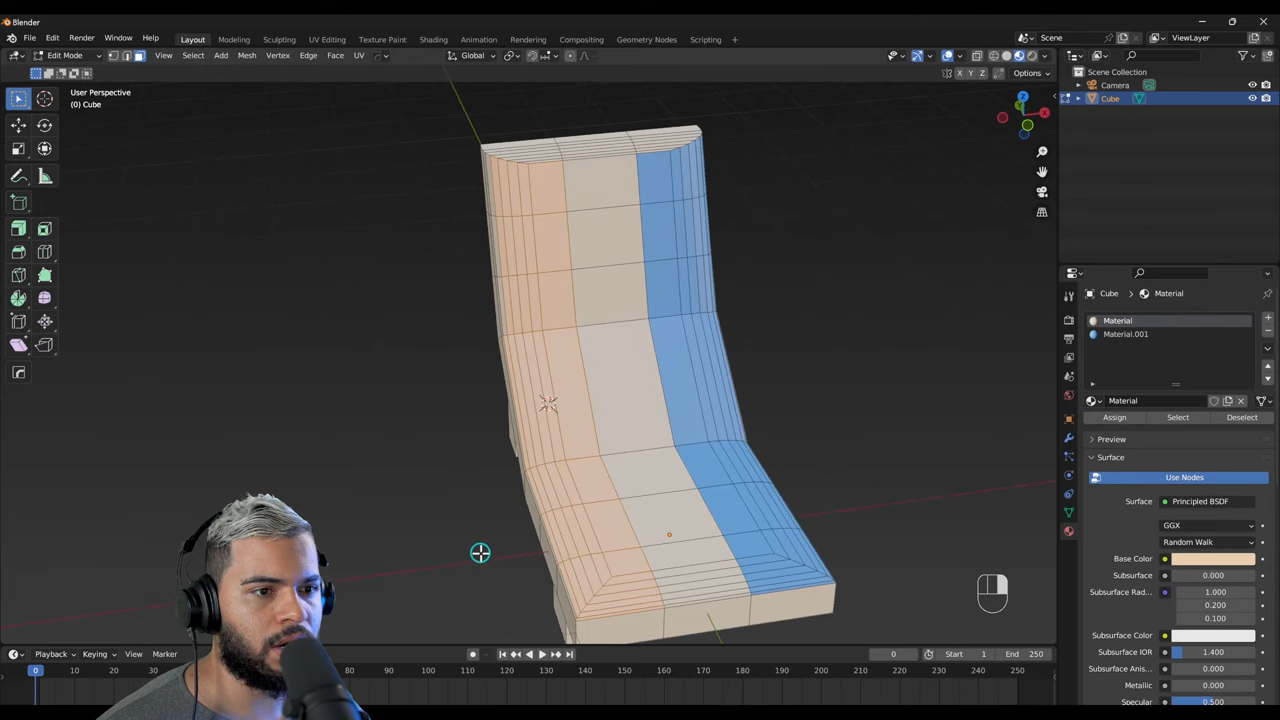 Blender
File Edit Render Window Help Layout Modeling Sculpting UV Editing Texture Paint Shading Animation Rendering Compositing Geometry Nodes Scripting + Scene ViewLayer
Edit Mode View Select Add Mesh Vertex Edge Face UV Global
X Y Z Options
User Perspective
(0) Cube
Z
Y
X
Scene Collection
Camera
Cube
Cube Material
Material
Material.001
Material
Assign Select Deselect
Preview
Surface
Use Nodes
Surface Principled BSDF
GGX
Random Walk
Base Color
Subsurface 0.000
Subsurface Rad... 1.000
0.200
0.100
Subsurface Color
Subsurface IOR 1.400
Subsurface Anis... 0.000
Metallic 0.000
Specular 0.500
Playback Keying View Marker 0 Start 1 End 250
0 10 20 30 40 50 60 70 80 90 100 110 120 130 140 150 160 170 180 190 200 210 220 230 240 250